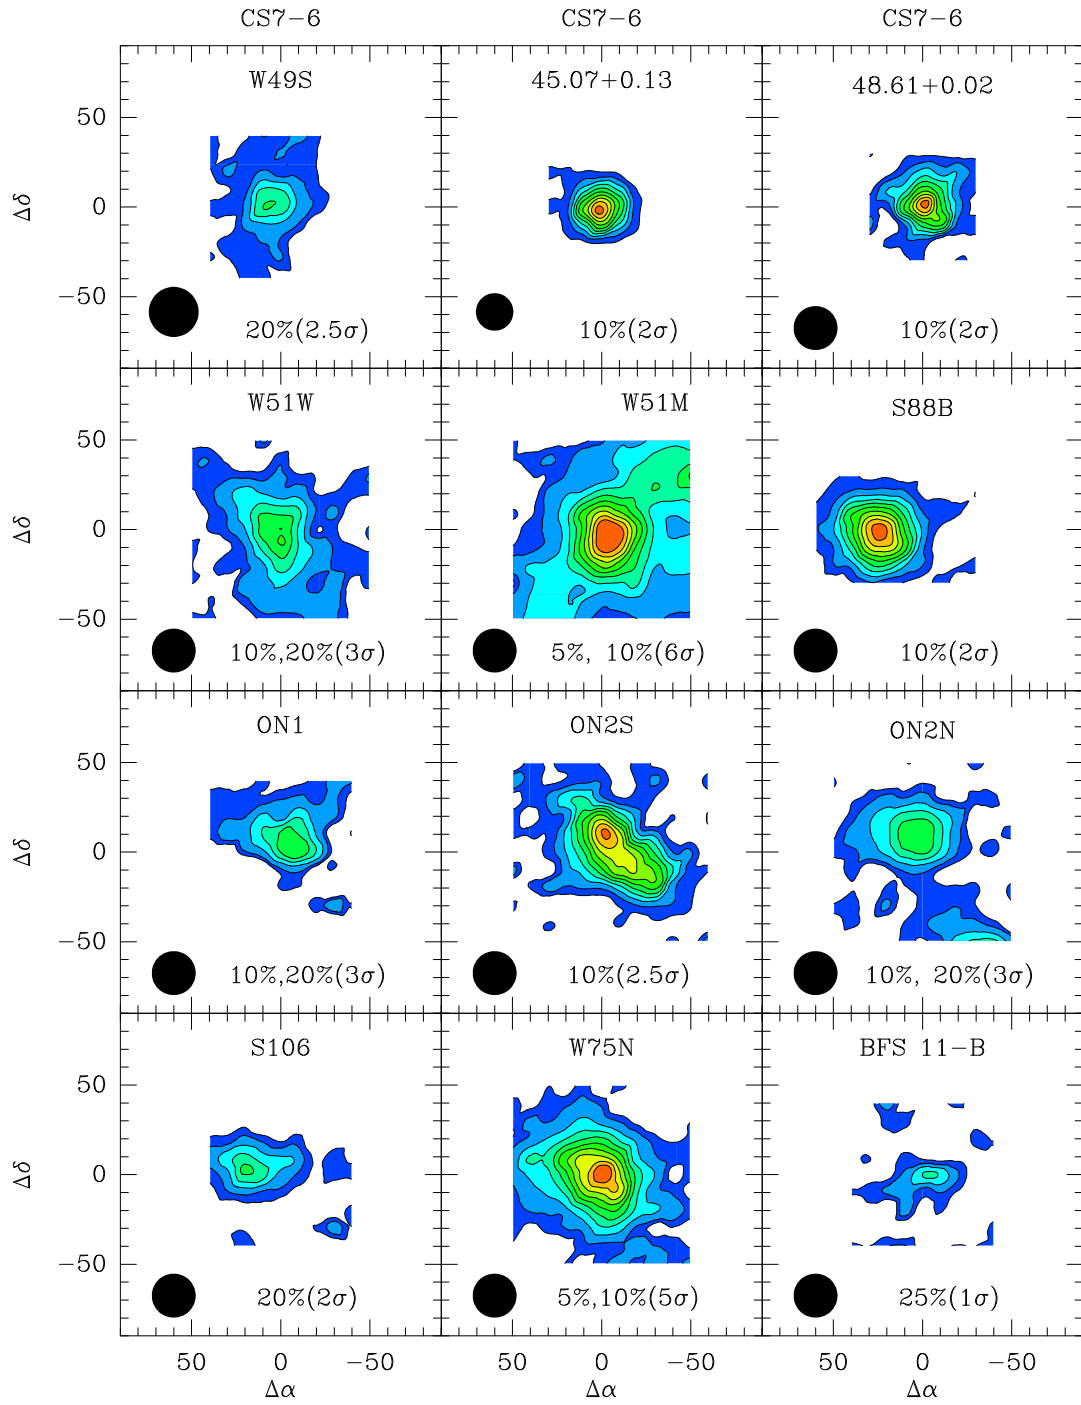 CS7-6 CS7-6 CS7-6
W49S 45.07+0.13 48.61+0.02
50
Δδ 0
-50
20%(2.5σ) 10%(2σ) 10%(2σ)
W51W W51M S88B
50
Δδ 0
-50
10%,20%(3σ) 5%, 10%(6σ) 10%(2σ)
ON1 ON2S ON2N
50
Δδ 0
-50
10%,20%(3σ) 10%(2.5σ) 10%, 20%(3σ)
S106 W75N BFS 11-B
50
Δδ 0
-50
20%(2σ) 5%,10%(5σ) 25%(1σ)
50 0 -50 50 0 -50 50 0 -50
Δα Δα Δα